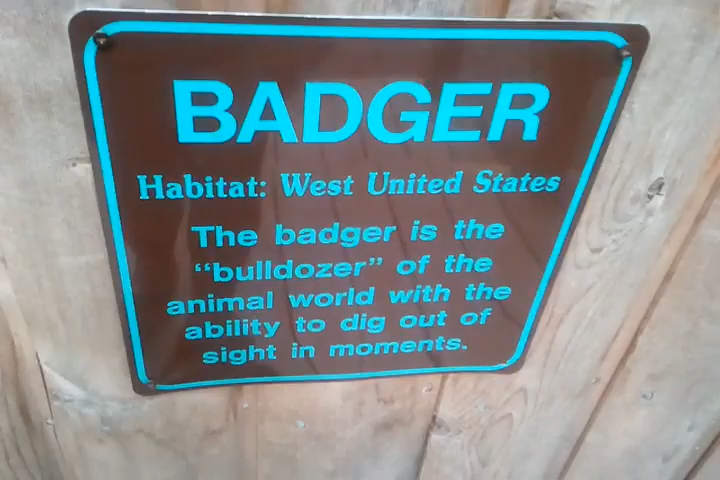 BADGER
Habitat: West United States
The badger is the
“bulldozer” of the
animal world with the
ability to dig out of
sight in moments.